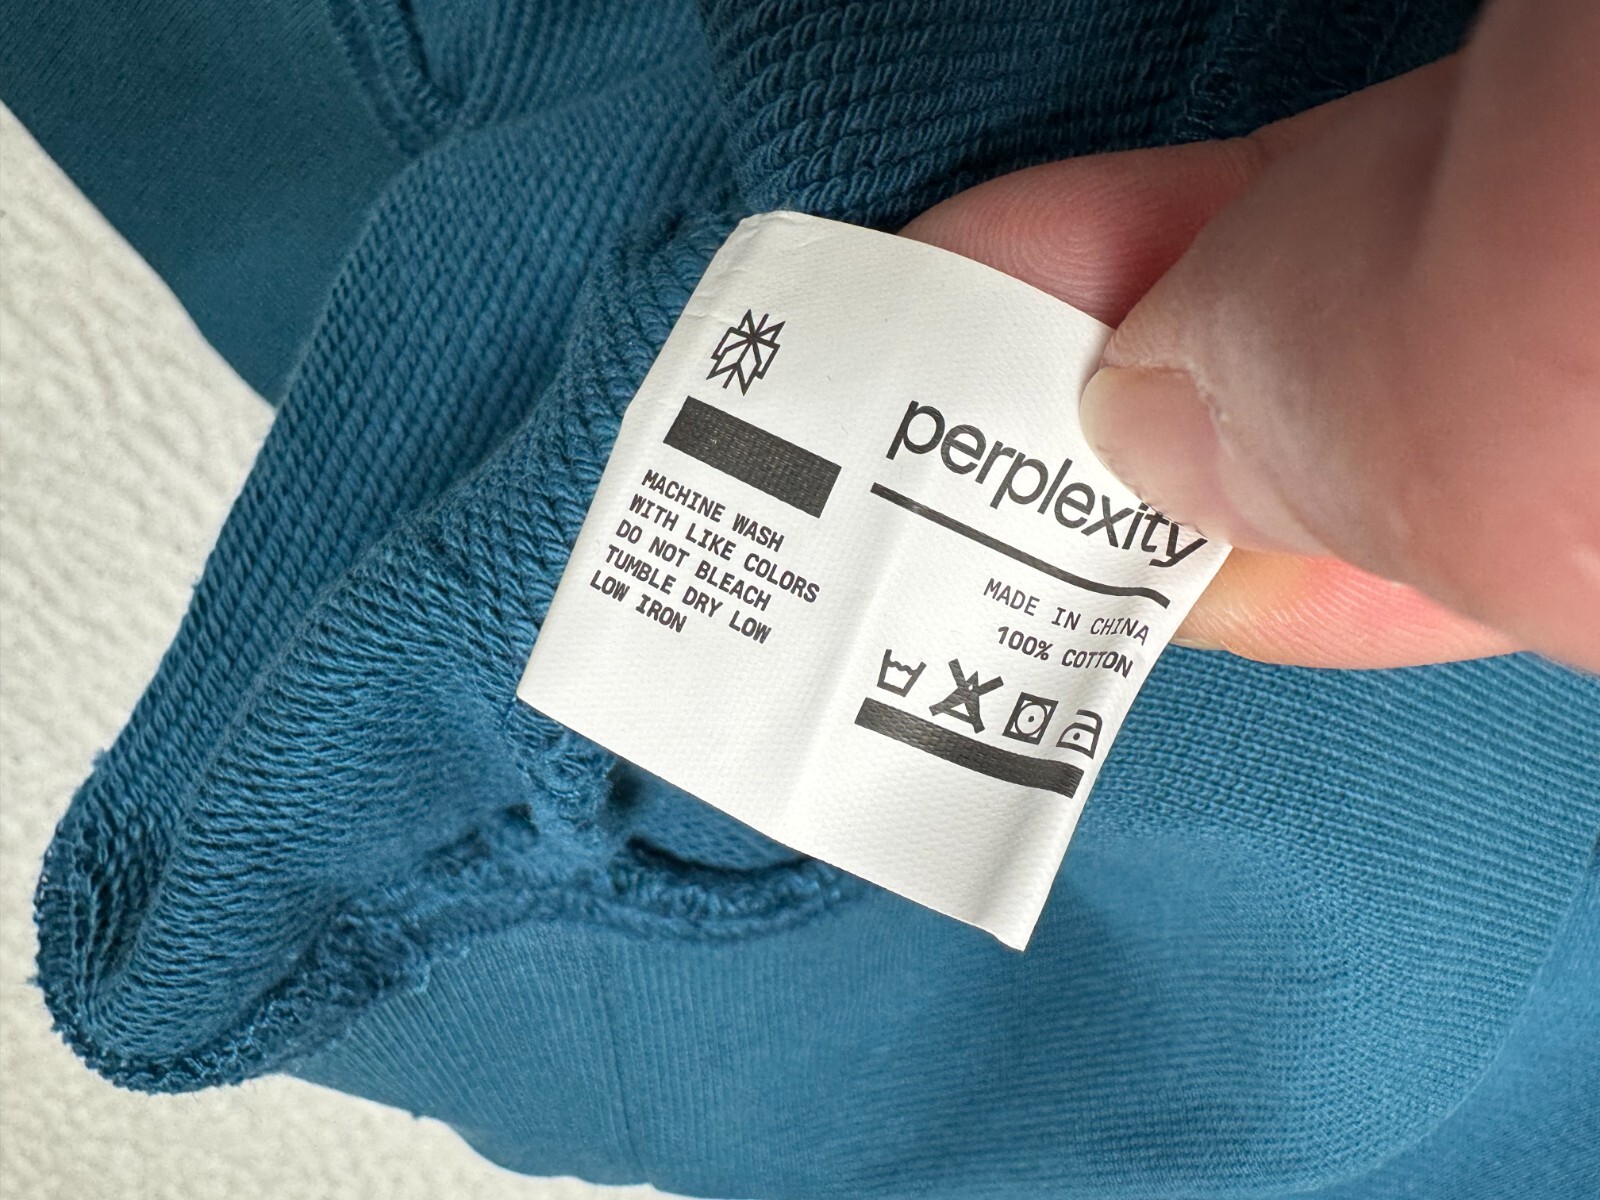 MACHINE WASH
WITH LIKE COLORS
DO NOT BLEACH
TUMBLE DRY LOW
LOW IRON
perplexity
MADE IN CHINA
100% COTTON